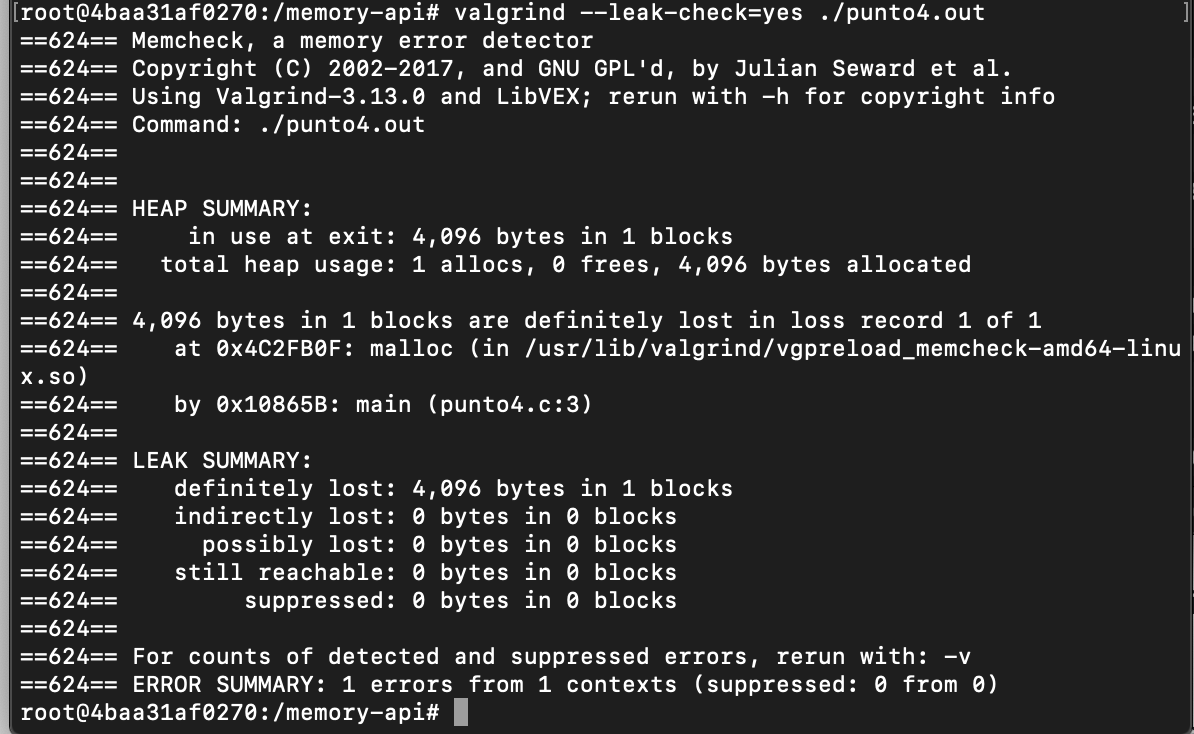 [root@4baa31af0270:/memory-api# valgrind --leak-check=yes ./punto4.out ]
==624== Memcheck, a memory error detector
==624== Copyright (C) 2002-2017, and GNU GPL'd, by Julian Seward et al.
==624== Using Valgrind-3.13.0 and LibVEX; rerun with -h for copyright info
==624== Command: ./punto4.out
==624==
==624==
==624== HEAP SUMMARY:
==624==     in use at exit: 4,096 bytes in 1 blocks
==624==   total heap usage: 1 allocs, 0 frees, 4,096 bytes allocated
==624==
==624== 4,096 bytes in 1 blocks are definitely lost in loss record 1 of 1
==624==    at 0x4C2FB0F: malloc (in /usr/lib/valgrind/vgpreload_memcheck-amd64-linu
x.so)
==624==    by 0x10865B: main (punto4.c:3)
==624==
==624== LEAK SUMMARY:
==624==    definitely lost: 4,096 bytes in 1 blocks
==624==    indirectly lost: 0 bytes in 0 blocks
==624==      possibly lost: 0 bytes in 0 blocks
==624==    still reachable: 0 bytes in 0 blocks
==624==         suppressed: 0 bytes in 0 blocks
==624==
==624== For counts of detected and suppressed errors, rerun with: -v
==624== ERROR SUMMARY: 1 errors from 1 contexts (suppressed: 0 from 0)
root@4baa31af0270:/memory-api#